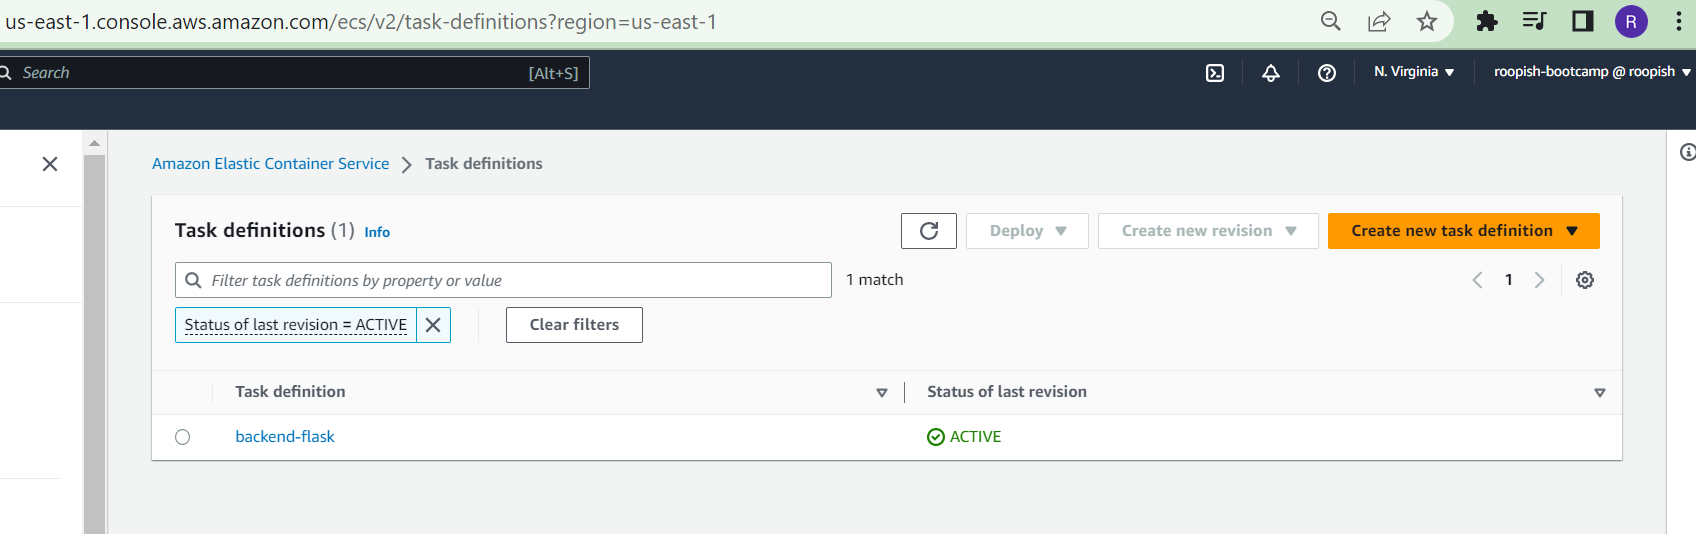 us-east-1.console.aws.amazon.com/ecs/v2/task-definitions?region=us-east-1
R
Search [Alt+S]
N. Virginia
roopish-bootcamp @ roopish
Amazon Elastic Container Service
Task definitions
Task definitions (1) Info
Deploy
Create new revision
Create new task definition
Filter task definitions by property or value
1 match
1
Status of last revision = ACTIVE
Clear filters
Task definition
Status of last revision
backend-flask
ACTIVE